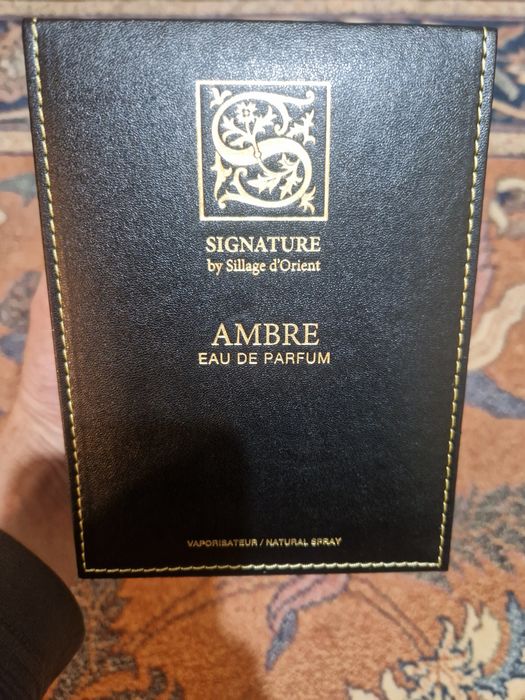 S
SIGNATURE
by Sillage d'Orient
AMBRE
EAU DE PARFUM
VAPORISATEUR / NATURAL SPRAY